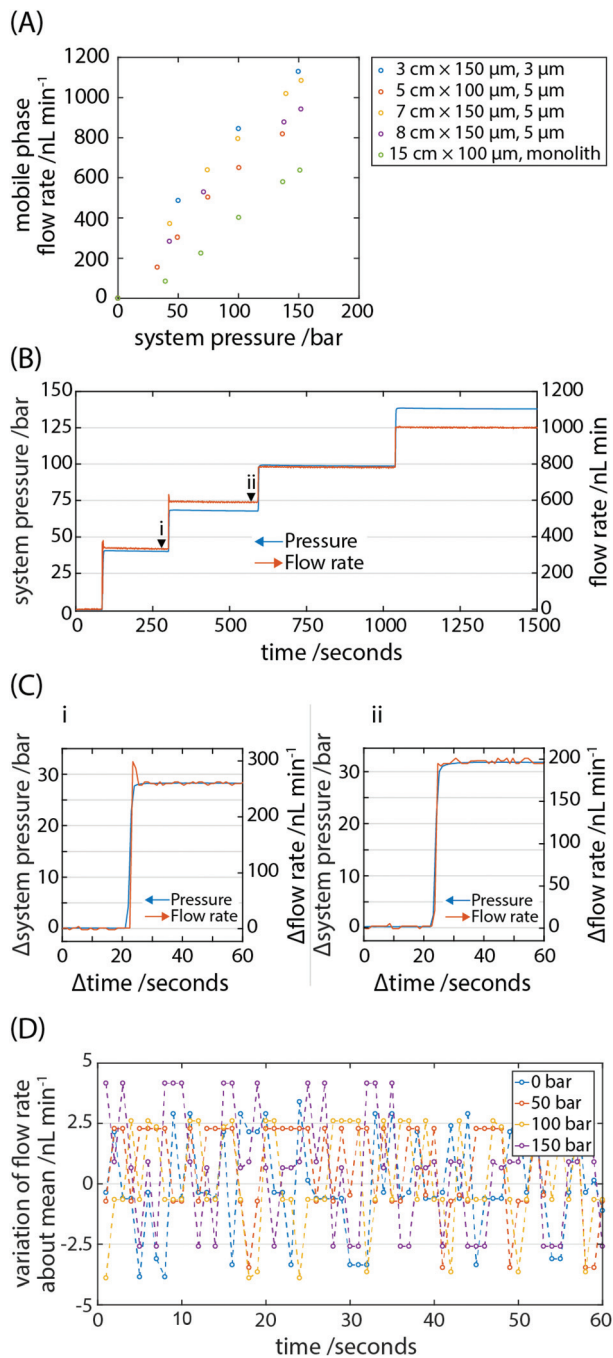 (A)
mobile phase
flow rate /nL min⁻¹
1200
1000
800
600
400
200
0
0 50 100 150 200
system pressure /bar
3 cm × 150 µm, 3 µm
5 cm × 100 µm, 5 µm
7 cm × 150 µm, 5 µm
8 cm × 150 µm, 5 µm
15 cm × 100 µm, monolith
(B)
system pressure /bar
150
125
100
75
50
25
0
i
ii
Pressure
Flow rate
1200
1000
800
600
400
200
0
flow rate /nL min
0 250 500 750 1000 1250 1500
time /seconds
(C)
i
Δsystem pressure /bar
30
20
10
0
Pressure
Flow rate
300
200
100
0
Δflow rate /nL min⁻¹
0 20 40 60
Δtime /seconds
ii
Δsystem pressure /bar
30
20
10
0
Pressure
Flow rate
200
150
100
50
0
Δflow rate /nL min⁻¹
0 20 40 60
Δtime /seconds
(D)
variation of flow rate
about mean /nL min⁻¹
5
2.5
0
-2.5
-5
0 bar
50 bar
100 bar
150 bar
0 10 20 30 40 50 60
time /seconds